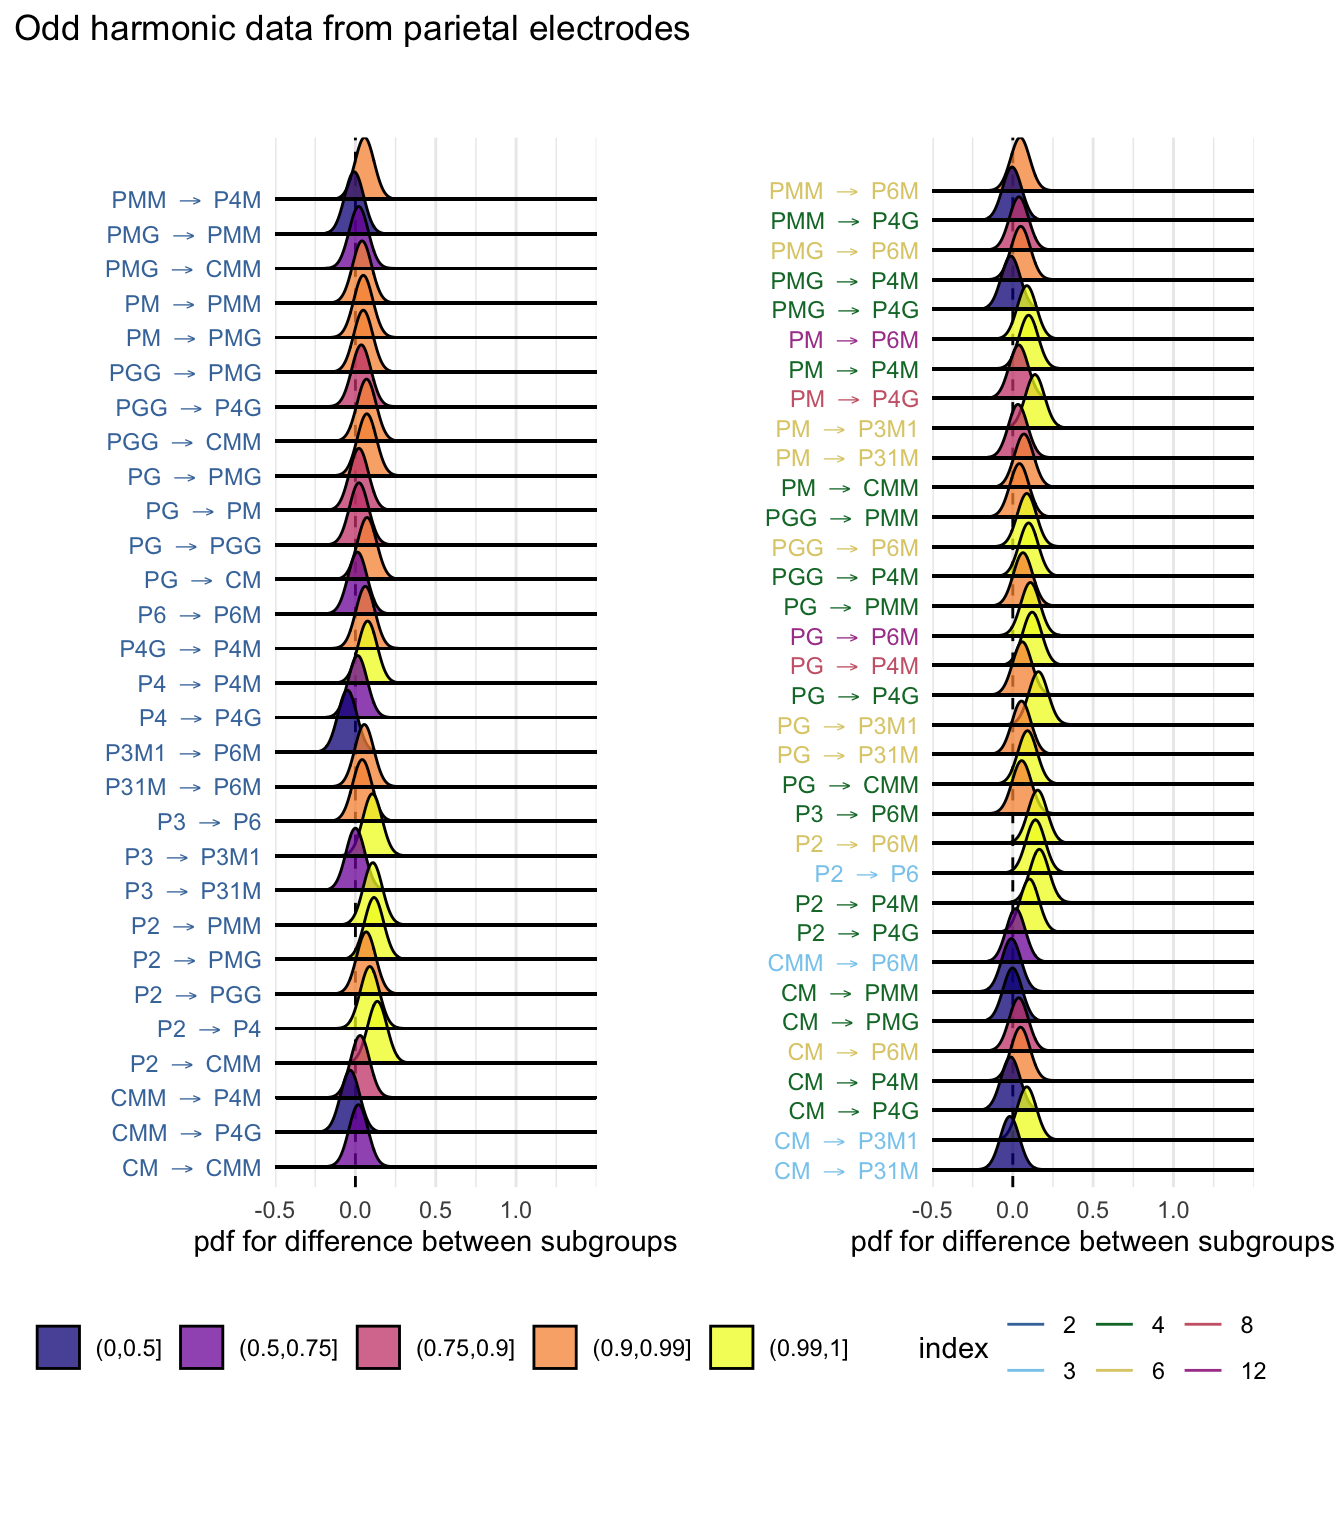 Odd harmonic data from parietal electrodes
PMM → P4M
PMG → PMM
PMG → CMM
PM → PMM
PM → PMG
PGG → PMG
PGG → P4G
PGG → CMM
PG → PMG
PG → PM
PG → PGG
PG → CM
P6 → P6M
P4G → P4M
P4 → P4M
P4 → P4G
P3M1 → P6M
P31M → P6M
P3 → P6
P3 → P3M1
P3 → P31M
P2 → PMM
P2 → PMG
P2 → PGG
P2 → P4
P2 → CMM
CMM → P4M
CMM → P4G
CM → CMM
-0.5 0.0 0.5 1.0
pdf for difference between subgroups
PMM → P6M
PMM → P4G
PMG → P6M
PMG → P4M
PMG → P4G
PM → P6M
PM → P4M
PM → P4G
PM → P3M1
PM → P31M
PM → CMM
PGG → PMM
PGG → P6M
PGG → P4M
PG → PMM
PG → P6M
PG → P4M
PG → P4G
PG → P3M1
PG → P31M
PG → CMM
P3 → P6M
P2 → P6M
P2 → P6
P2 → P4M
P2 → P4G
CMM → P6M
CM → PMM
CM → PMG
CM → P6M
CM → P4M
CM → P4G
CM → P3M1
CM → P31M
-0.5 0.0 0.5 1.0
pdf for difference between subgroups
(0,0.5] (0.5,0.75] (0.75,0.9] (0.9,0.99] (0.99,1]
index
2 4 8
3 6 12